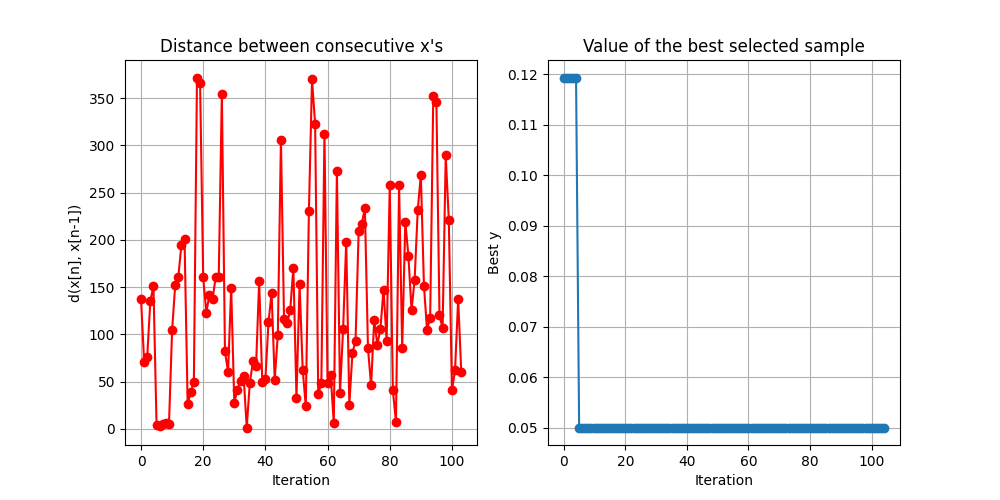 Distance between consecutive x's
d(x[n], x[n-1])
350
300
250
200
150
100
50
0
0 20 40 60 80 100
Iteration
Value of the best selected sample
Best y
0.12
0.11
0.10
0.09
0.08
0.07
0.06
0.05
0 20 40 60 80 100
Iteration